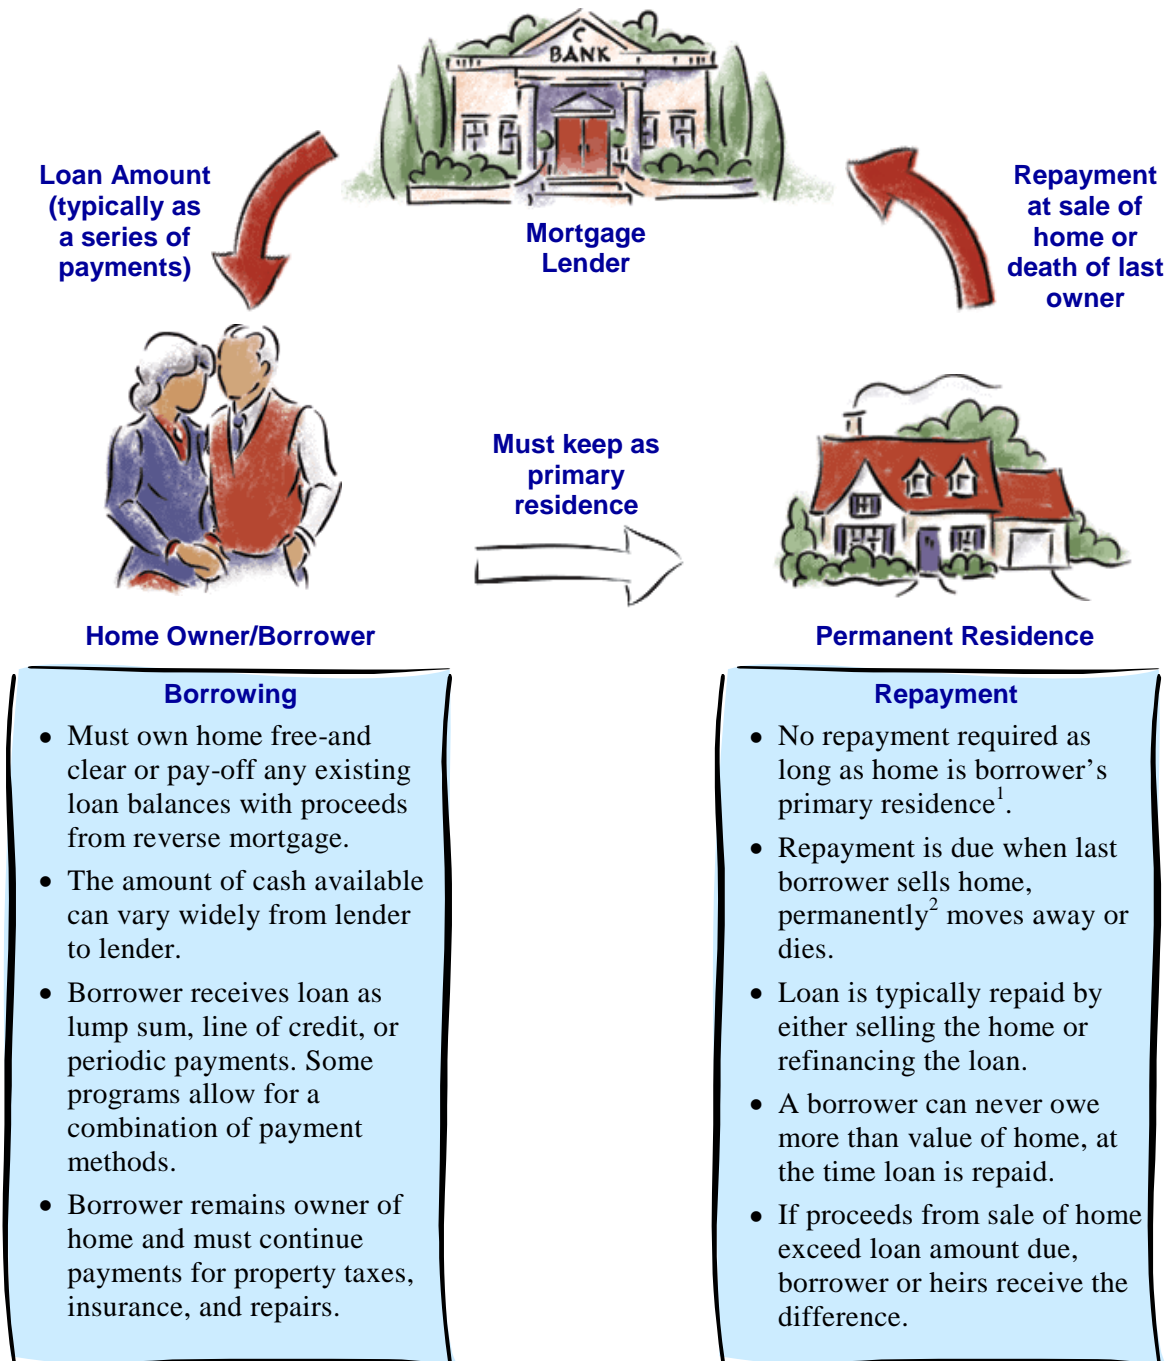 C
BANK
Loan Amount
(typically as
a series of
payments)
Mortgage
Lender
Repayment
at sale of
home or
death of last
owner
Must keep as
primary
residence
Home Owner/Borrower
Permanent Residence
Borrowing
• Must own home free-and
clear or pay-off any existing
loan balances with proceeds
from reverse mortgage.
• The amount of cash available
can vary widely from lender
to lender.
• Borrower receives loan as
lump sum, line of credit, or
periodic payments. Some
programs allow for a
combination of payment
methods.
• Borrower remains owner of
home and must continue
payments for property taxes,
insurance, and repairs.
Repayment
• No repayment required as
long as home is borrower’s
primary residence¹.
• Repayment is due when last
borrower sells home,
permanently² moves away or
dies.
• Loan is typically repaid by
either selling the home or
refinancing the loan.
• A borrower can never owe
more than value of home, at
the time loan is repaid.
• If proceeds from sale of home
exceed loan amount due,
borrower or heirs receive the
difference.